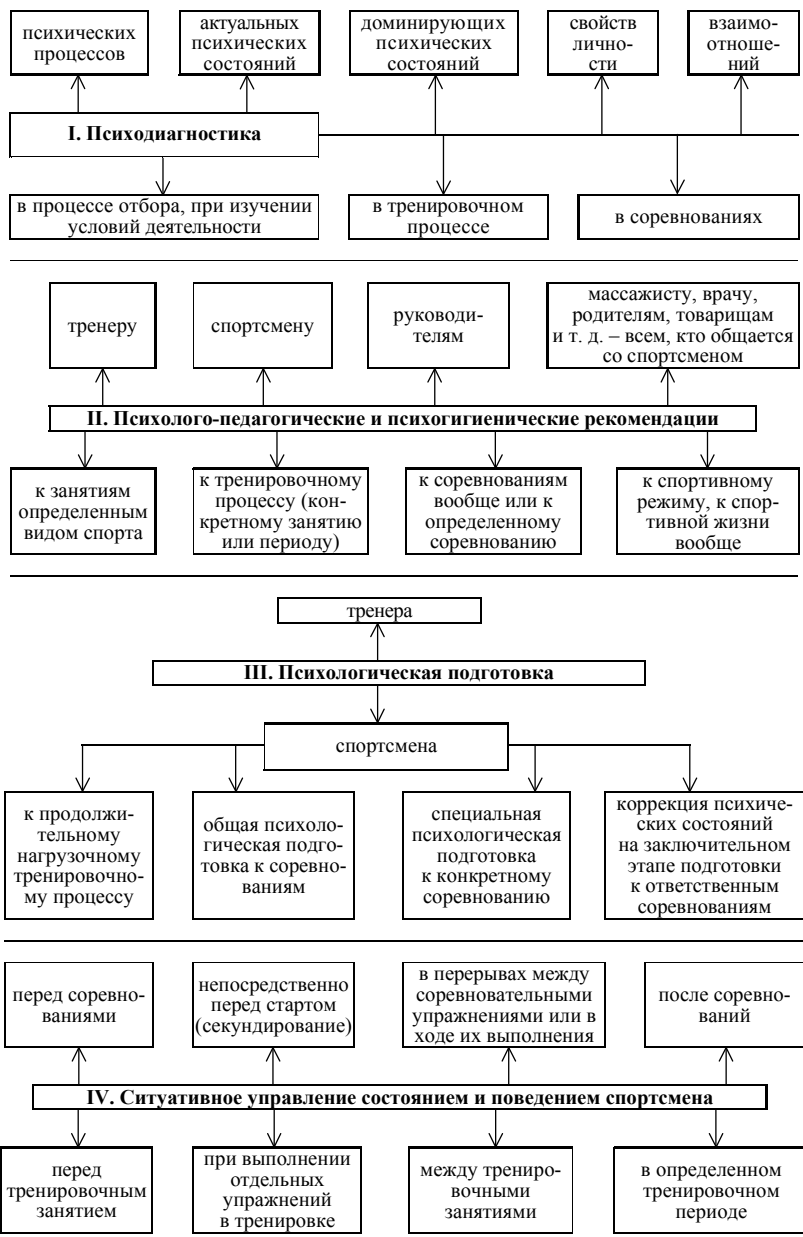 психических
процессов
актуальных
психических
состояний
доминирующих
психических
состояний
свойств
лично-
сти
взаимо-
отноше-
ний
I. Психодиагностика
в процессе отбора, при изучении
условий деятельности
в тренировочном
процессе
в соревнованиях
тренеру
спортсмену
руководи-
телям
массажисту, врачу,
родителям, товарищам
и т. д. – всем, кто общается
со спортсменом
II. Психолого-педагогические и психогигиенические рекомендации
к занятиям
определенным
видом спорта
к тренировочному
процессу (кон-
кретному занятию
или периоду)
к соревнованиям
вообще или к
определенному
соревнованию
к спортивному
режиму, к спор-
тивной жизни
вообще
тренера
III. Психологическая подготовка
спортсмена
к продолжи-
тельному
нагрузочному
тренировочно-
му процессу
общая психоло-
гическая подго-
товка к соревно-
ваниям
специальная
психологическая
подготовка
к конкретному
соревнованию
коррекция психиче-
ских состояний
на заключительном
этапе подготовки
к ответственным
соревнованиям
перед соревно-
ваниями
непосредственно
перед стартом
(секундирование)
в перерывах между
соревновательными
упражнениями или в
ходе их выполнения
после соревно-
ваний
IV. Ситуативное управление состоянием и поведением спортсмена
перед
тренировочным
занятием
при выполнении
отдельных
упражнений
в тренировке
между трениро-
вочными
занятиями
в определенном
тренировочном
периоде